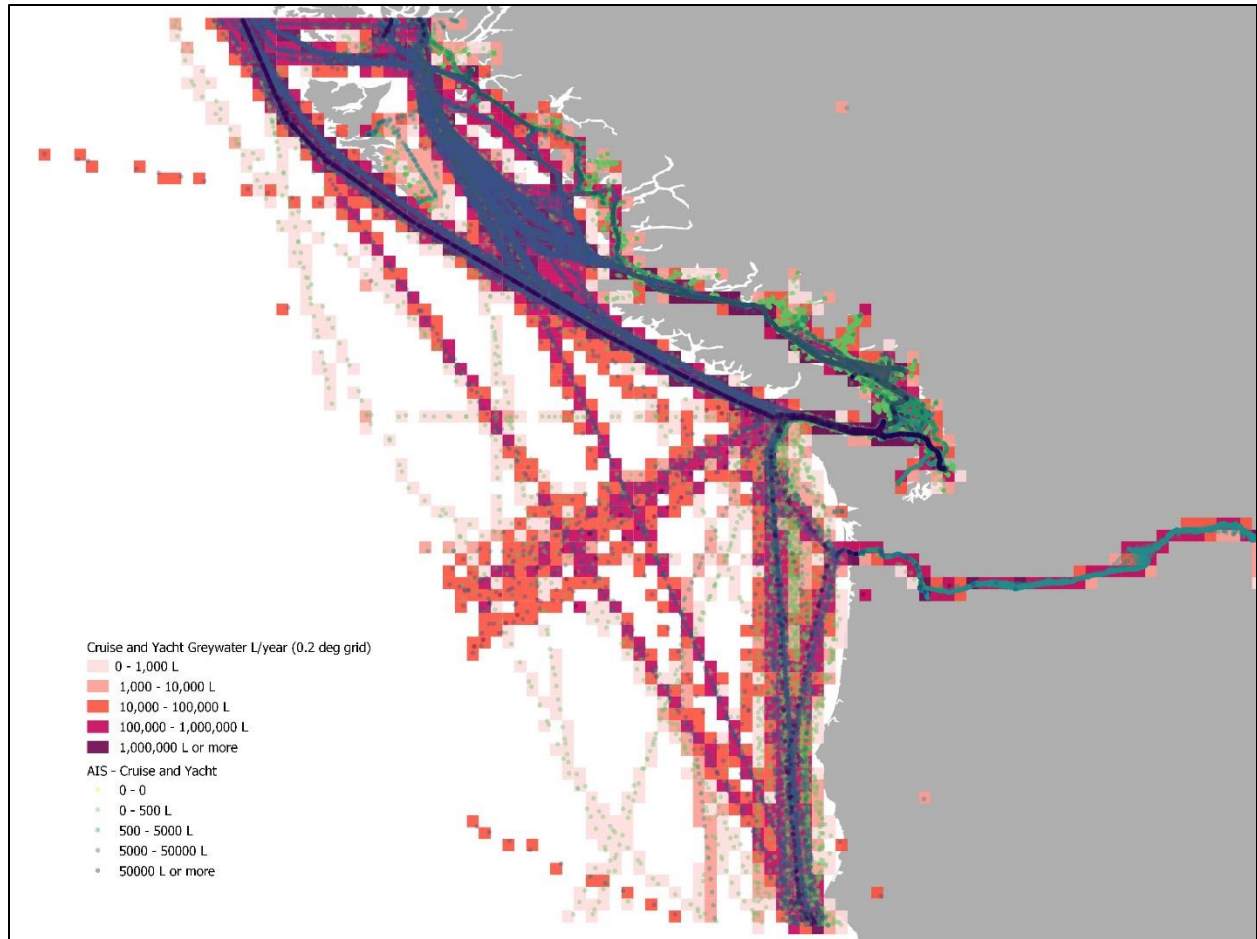 Cruise and Yacht Greywater L/year (0.2 deg grid)
0 - 1,000 L
1,000 - 10,000 L
10,000 - 100,000 L
100,000 - 1,000,000 L
1,000,000 L or more
AIS - Cruise and Yacht
0 - 0
0 - 500 L
500 - 5000 L
5000 - 50000 L
50000 L or more